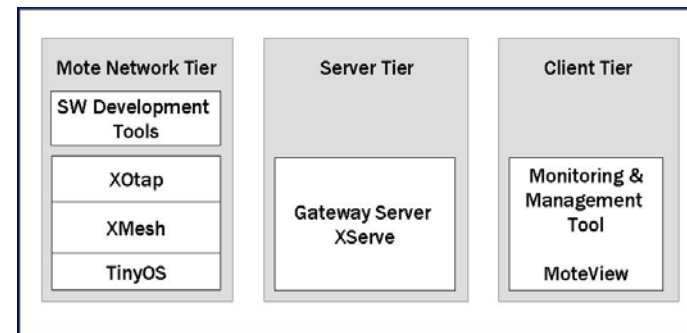 Mote Network Tier
SW Development
Tools
XOtap
XMesh
TinyOS
Server Tier
Gateway Server
XServe
Client Tier
Monitoring &
Management
Tool
MoteView